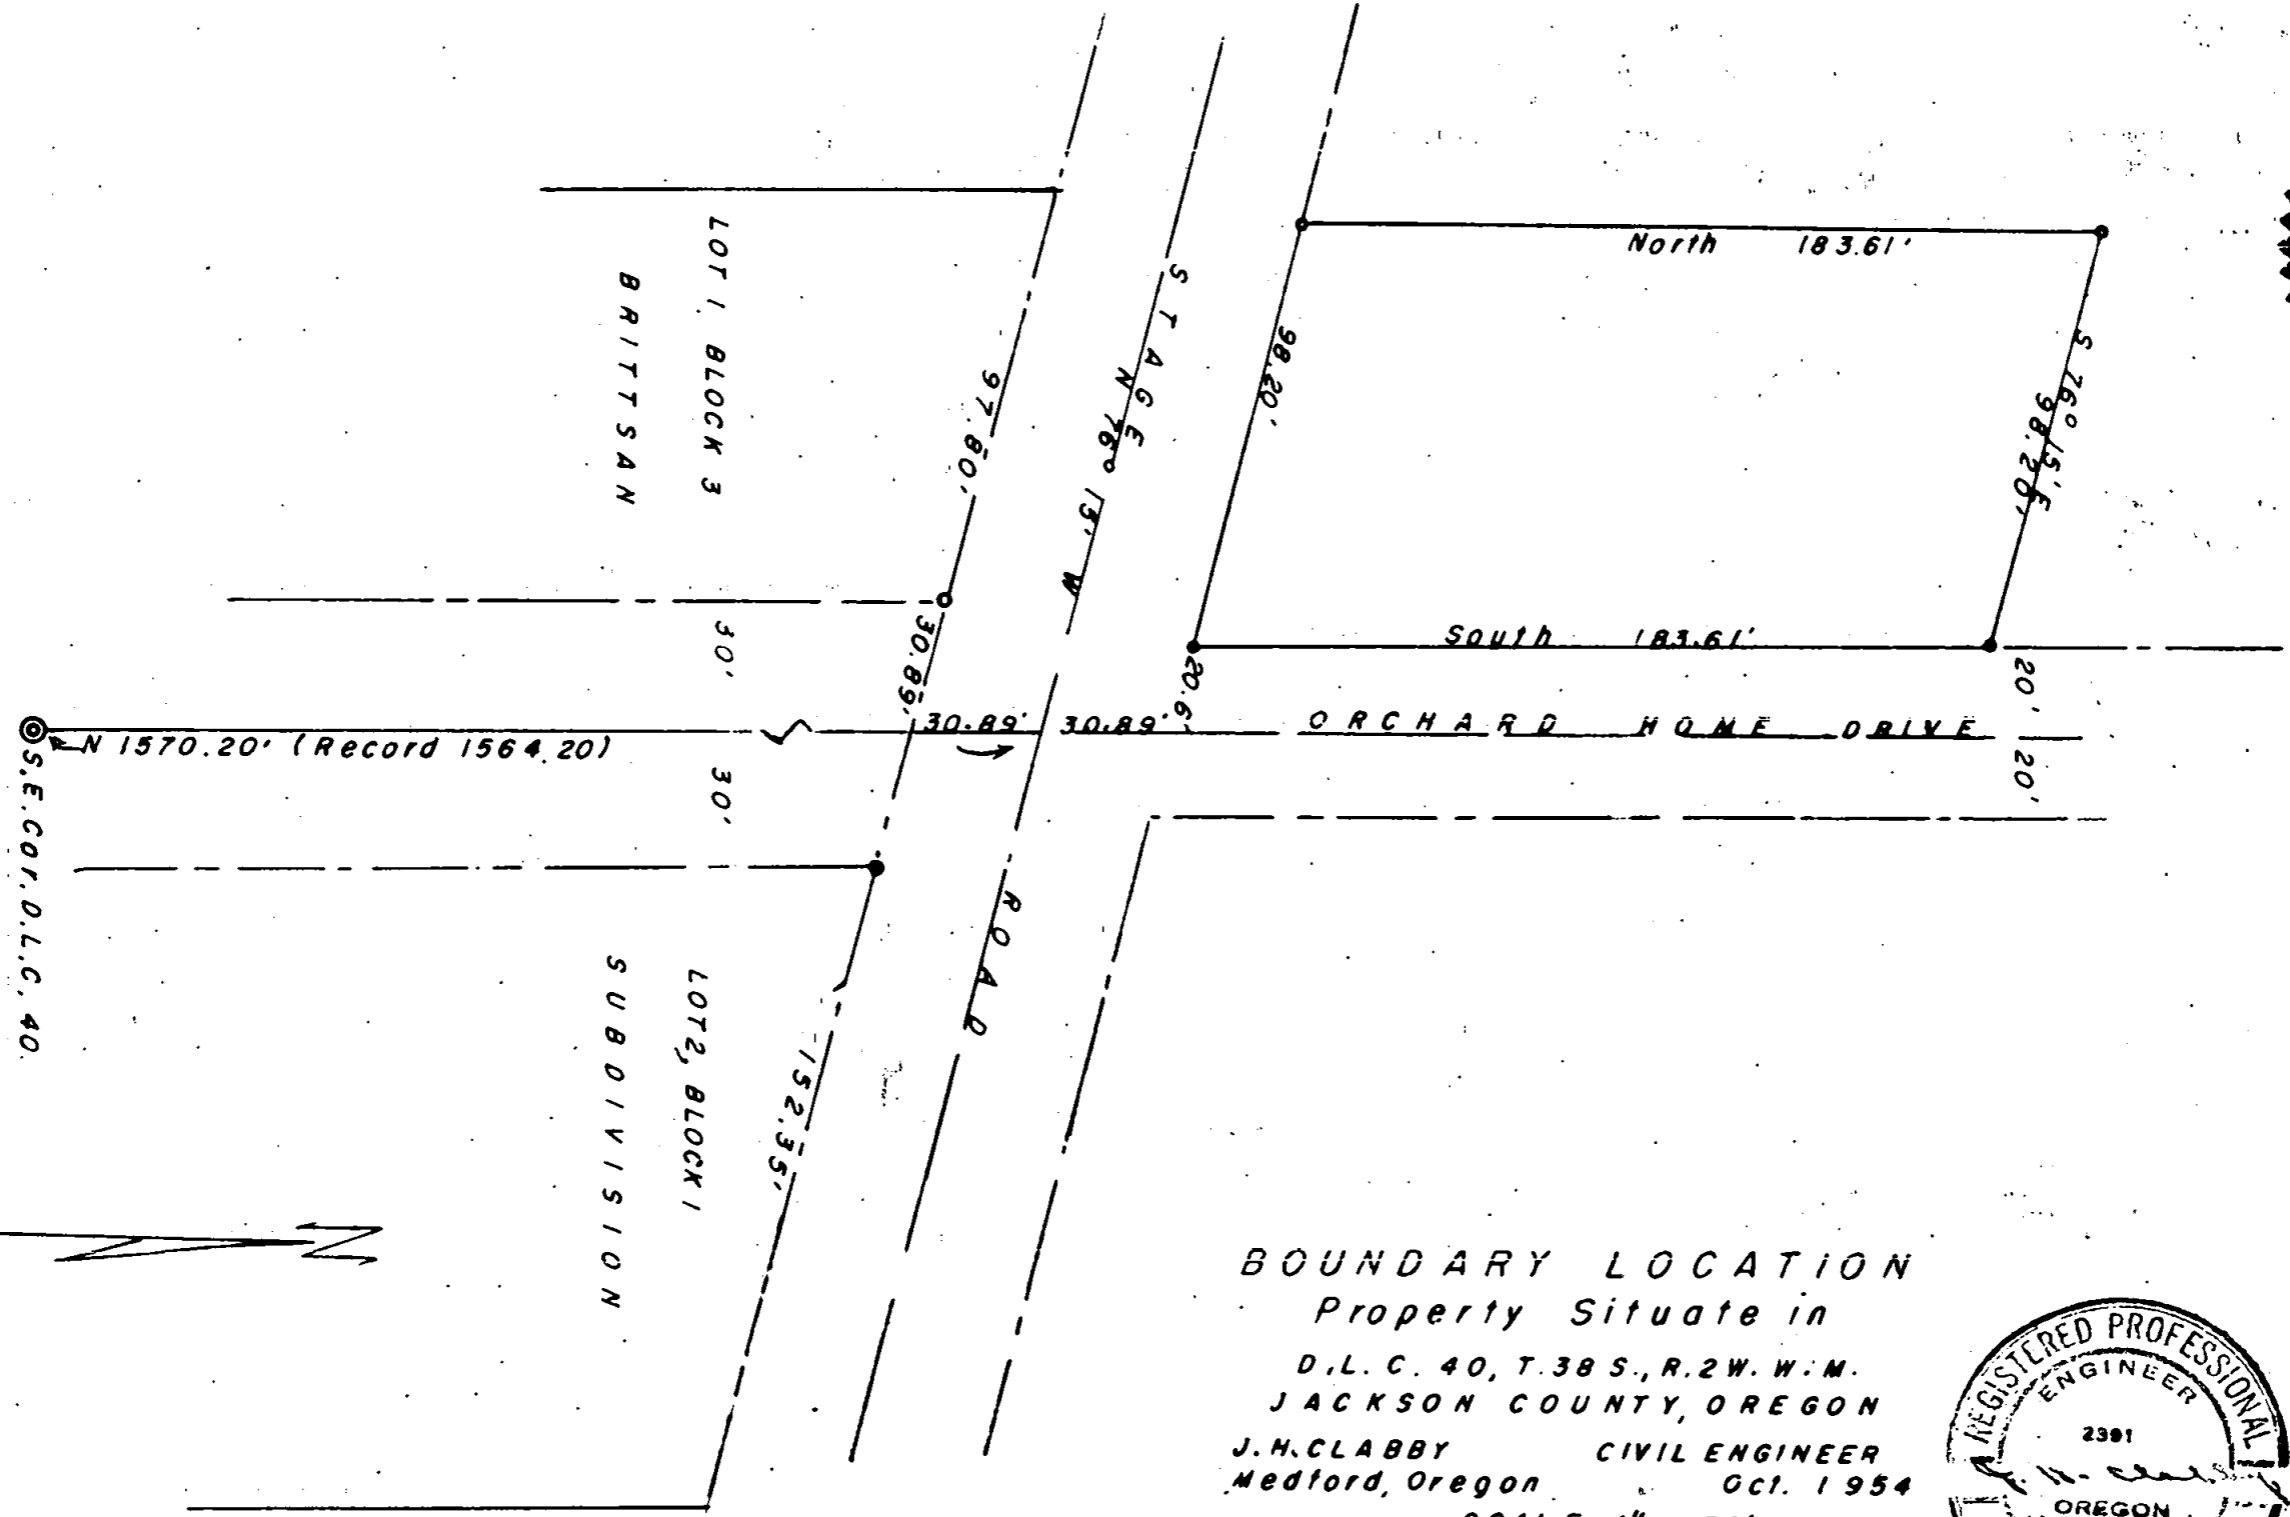 North 183.61'
98.20'
S 76° 15' E
98.20'
South 183.61'
20.6'
20'
20'
STAGE ROAD
N 76° 15' W
LOT 1, BLOCK 3
BRITTSAN
97.80'
30.89'
30'
30'
30.89' 30.89'
ORCHARD HOME DRIVE
N 1570.20' (Record 1564.20)
S.E. Cor. D.L.C. 40
LOT 2, BLOCK 1
SUBDIVISION
152.35'
N
BOUNDARY LOCATION
Property Situate in
D.L.C. 40, T.38 S., R.2 W. W.M.
JACKSON COUNTY, OREGON
J.H. CLABBY CIVIL ENGINEER
Medford, Oregon Oct. 1954
REGISTERED PROFESSIONAL
ENGINEER
2391
OREGON